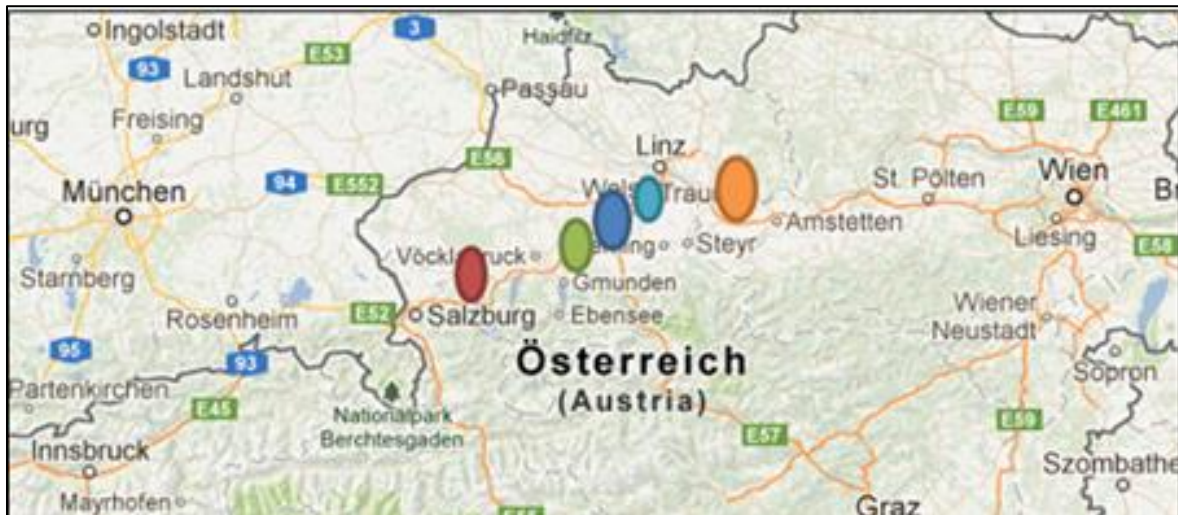 Ingolstadt
3
Haidfilz
E53
93
Landshut
Passau
E59
E461
urg
Freising
Linz
E56
München
94
E552
Wels
Trau
St. Pölten
Wien
Br
Amstetten
Liesing
Steyr
Vöckl
ruck
E58
Starnberg
Gmunden
Rosenheim
E52
Salzburg
Ebensee
Wiener
Neustadt
95
93
Österreich
(Austria)
Sopron
Partenkirchen
E45
Nationalpark
Berchtesgaden
E57
E59
Innsbruck
Szombathe
Mayrhofen
E55
Graz